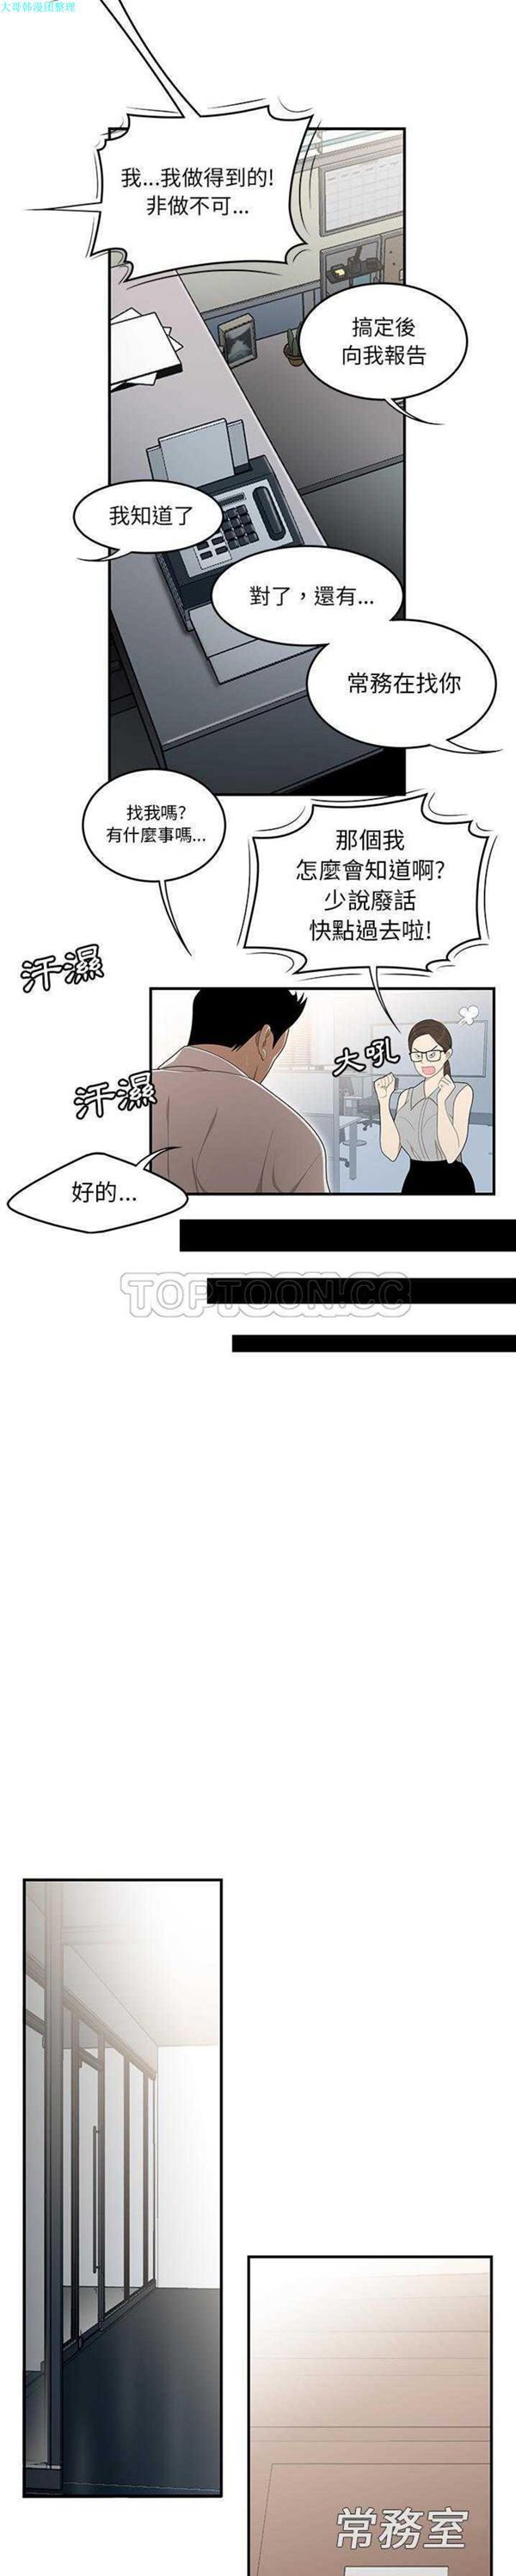 大哥韩漫团整理
我...我做得到的!
非做不可...
搞定後
向我報告
我知道了
對了，還有...
常務在找你
找我嗎?
有什麼事嗎...
那個我
怎麼會知道啊?
少說廢話
快點過去啦!
汗濕
大吼
汗濕
好的...
TOPTOON.CC
常務室